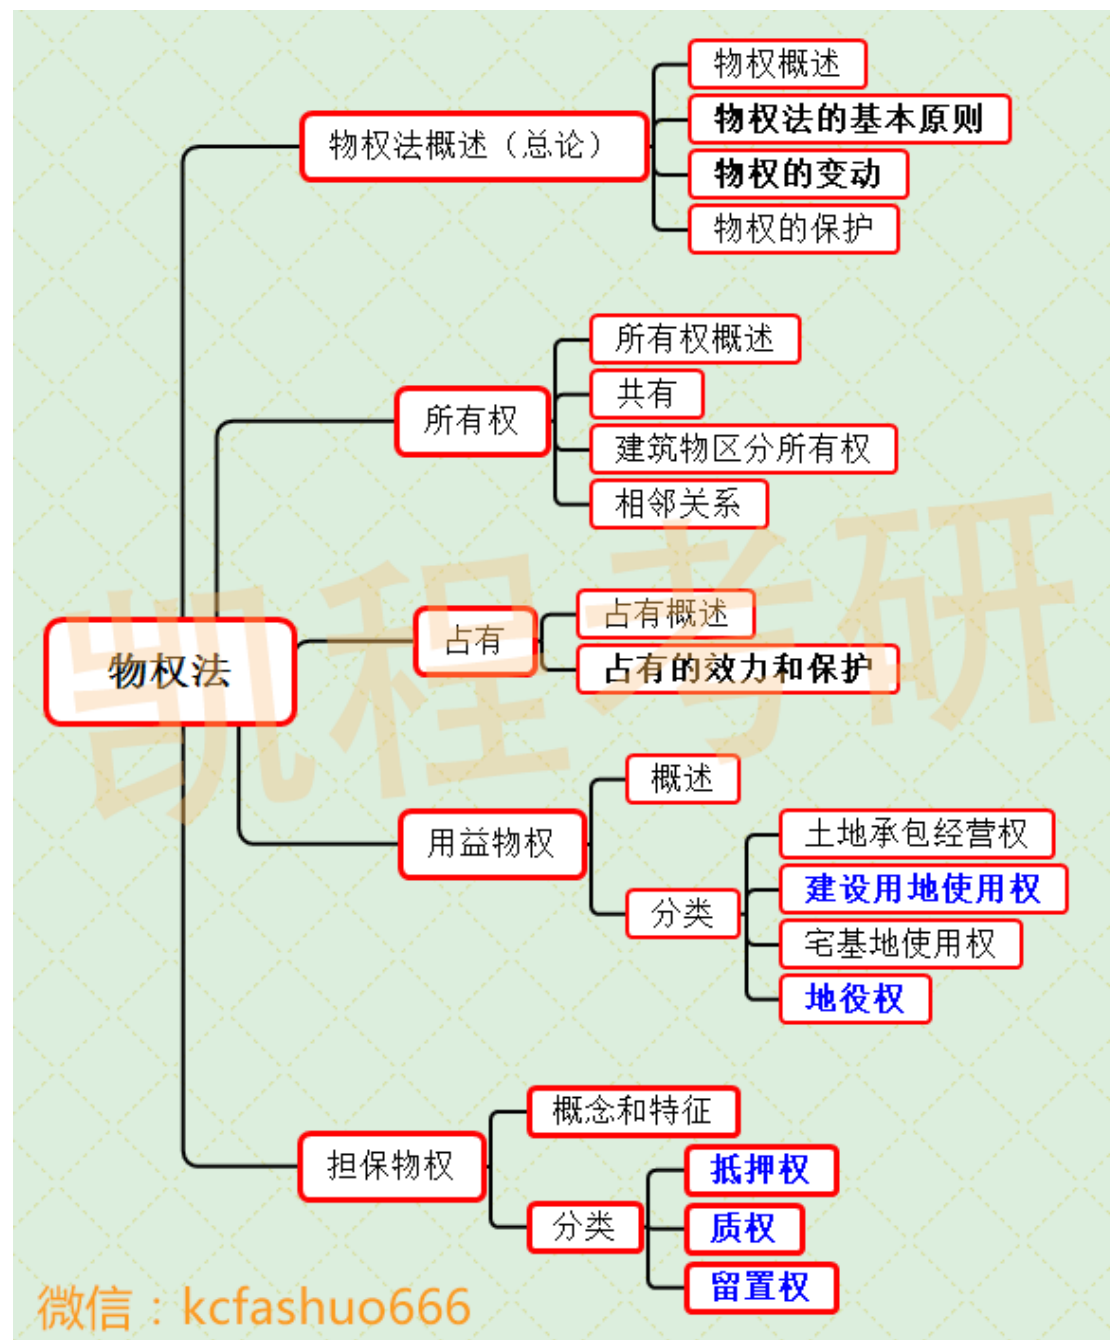 物权法
物权法概述（总论）
物权概述
物权法的基本原则
物权的变动
物权的保护
所有权
所有权概述
共有
建筑物区分所有权
相邻关系
占有
占有概述
占有的效力和保护
用益物权
概述
分类
土地承包经营权
建设用地使用权
宅基地使用权
地役权
担保物权
概念和特征
分类
抵押权
质权
留置权
凯程考研
微信：kcfashuo666